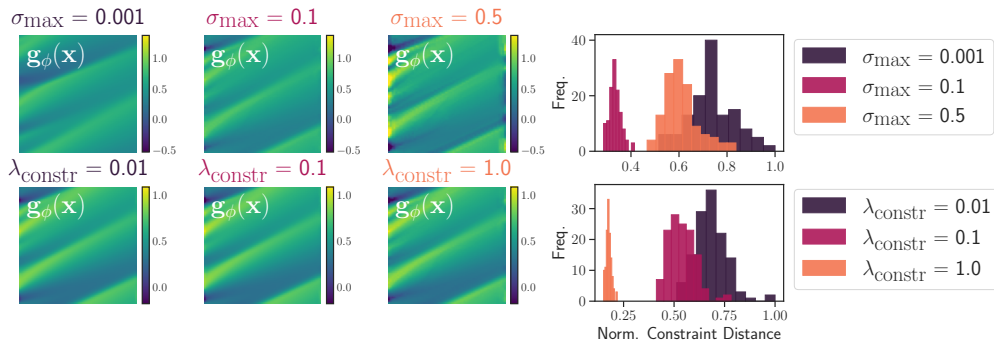 σmax = 0.001
σmax = 0.1
σmax = 0.5
gϕ(x)
1.0
0.5
0.0
−0.5
gϕ(x)
1.0
0.5
0.0
−0.5
gϕ(x)
1.0
0.5
0.0
−0.5
Freq.
40
20
0
0.4
0.6
0.8
1.0
σmax = 0.001
σmax = 0.1
σmax = 0.5
λconstr = 0.01
λconstr = 0.1
λconstr = 1.0
gϕ(x)
1.0
0.5
0.0
gϕ(x)
1.0
0.5
0.0
gϕ(x)
1.0
0.5
0.0
Freq.
30
20
10
0
0.25
0.50
0.75
1.00
Norm. Constraint Distance
λconstr = 0.01
λconstr = 0.1
λconstr = 1.0